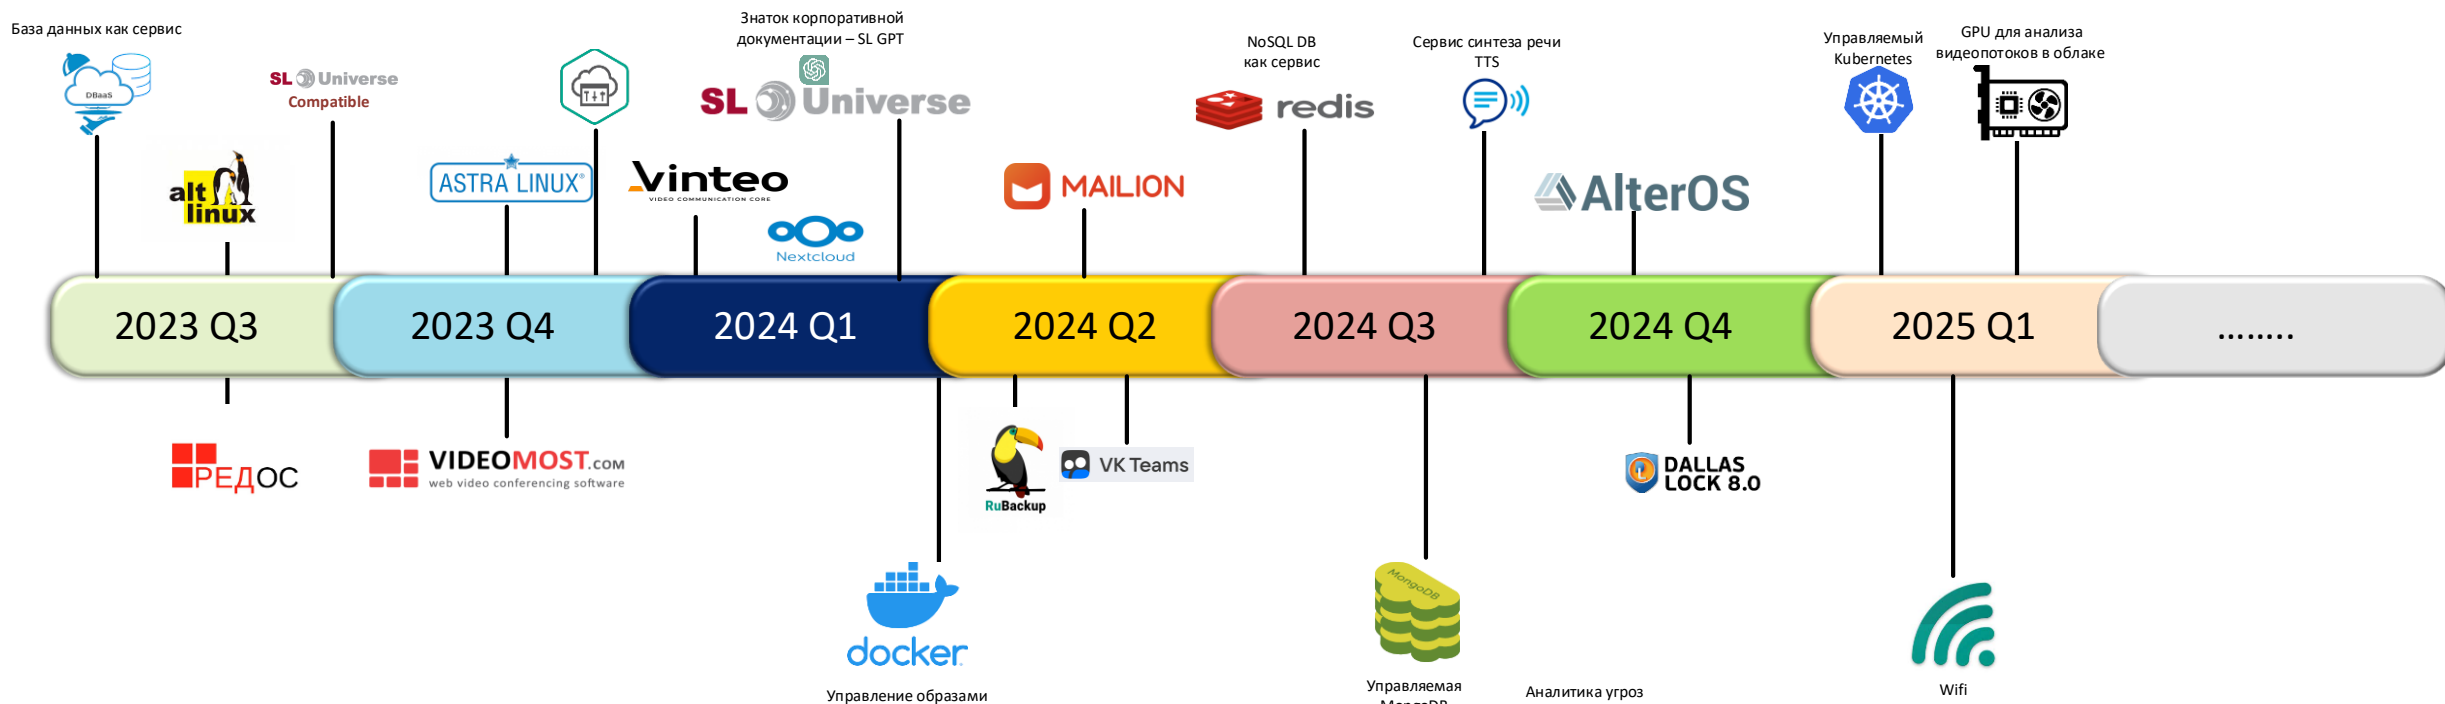 База данных как сервис
DBaaS
SL Universe
Compatible
alt
linux
ASTRA LINUX®
Знаток корпоративной
документации – SL GPT
SL Universe
Vinteo
VIDEO COMMUNICATION CORE
Nextcloud
MAILION
NoSQL DB
как сервис
redis
Сервис синтеза речи
TTS
AlterOS
Управляемый
Kubernetes
GPU для анализа
видеопотоков в облаке
2023 Q3
2023 Q4
2024 Q1
2024 Q2
2024 Q3
2024 Q4
2025 Q1
........
РЕДОС
VIDEOMOST.COM
web video conferencing software
RuBackup
VK Teams
DALLAS
LOCK 8.0
docker
Управление образами
MongoDB
Управляемая
MongoDB
Аналитика угроз
Wifi